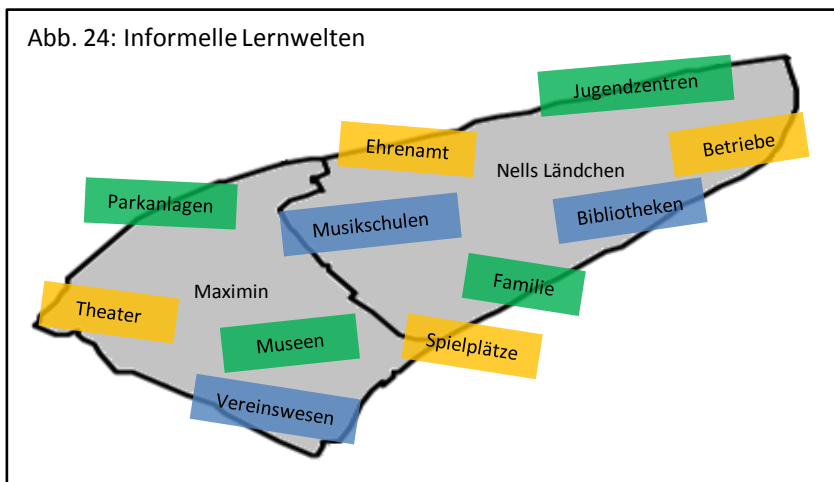 Abb. 24: Informelle Lernwelten
Jugendzentren
Ehrenamt
Betriebe
Nells Ländchen
Parkanlagen
Musikschulen
Bibliotheken
Familie
Maximin
Theater
Museen
Spielplätze
Vereinswesen